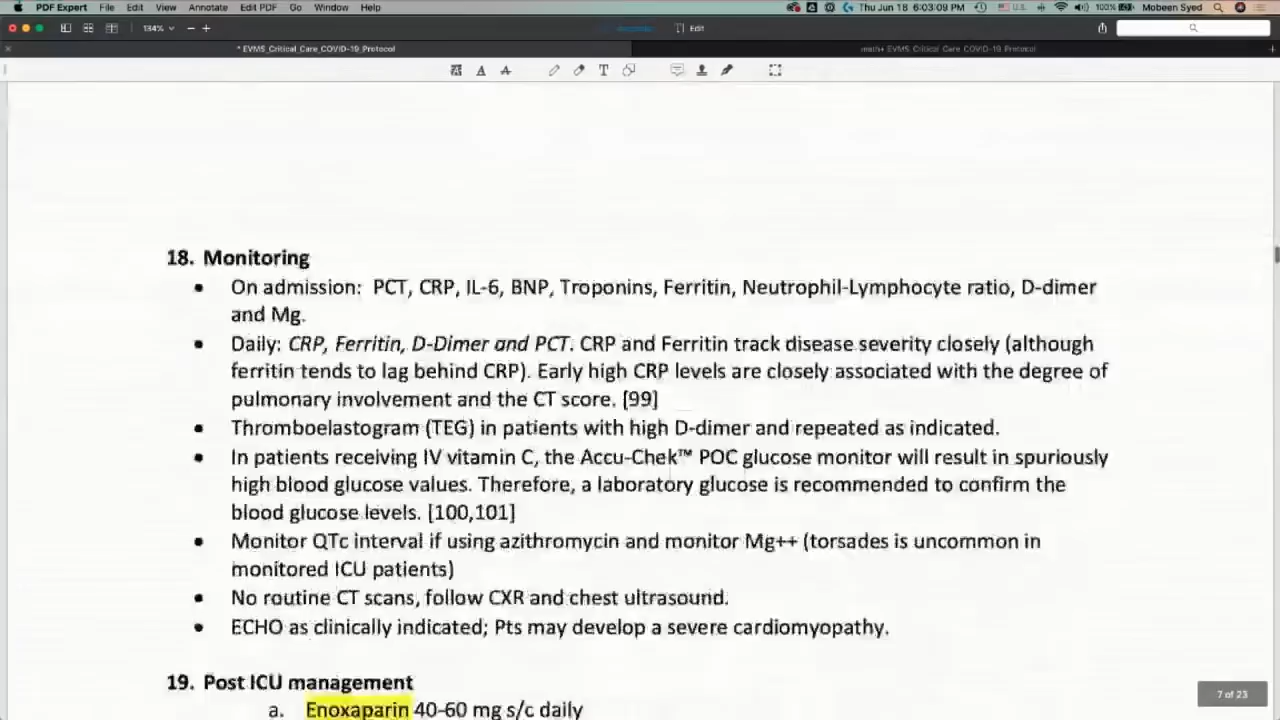 PDF Expert File Edit View Annotate Edit PDF Go Window Help 100% Thu Jun 18 6:03:09 PM U.S. Mobeen Syed
134% Edit
* EVMS_Critical_Care_COVID-19_Protocol math+ EVMS_Critical_Care_COVID-19_Protocol
18. Monitoring
• On admission: PCT, CRP, IL-6, BNP, Troponins, Ferritin, Neutrophil-Lymphocyte ratio, D-dimer
and Mg.
• Daily: CRP, Ferritin, D-Dimer and PCT. CRP and Ferritin track disease severity closely (although
ferritin tends to lag behind CRP). Early high CRP levels are closely associated with the degree of
pulmonary involvement and the CT score. [99]
• Thromboelastogram (TEG) in patients with high D-dimer and repeated as indicated.
• In patients receiving IV vitamin C, the Accu-Chek™ POC glucose monitor will result in spuriously
high blood glucose values. Therefore, a laboratory glucose is recommended to confirm the
blood glucose levels. [100,101]
• Monitor QTc interval if using azithromycin and monitor Mg++ (torsades is uncommon in
monitored ICU patients)
• No routine CT scans, follow CXR and chest ultrasound.
• ECHO as clinically indicated; Pts may develop a severe cardiomyopathy.
19. Post ICU management
a. Enoxaparin 40-60 mg s/c daily
7 of 23